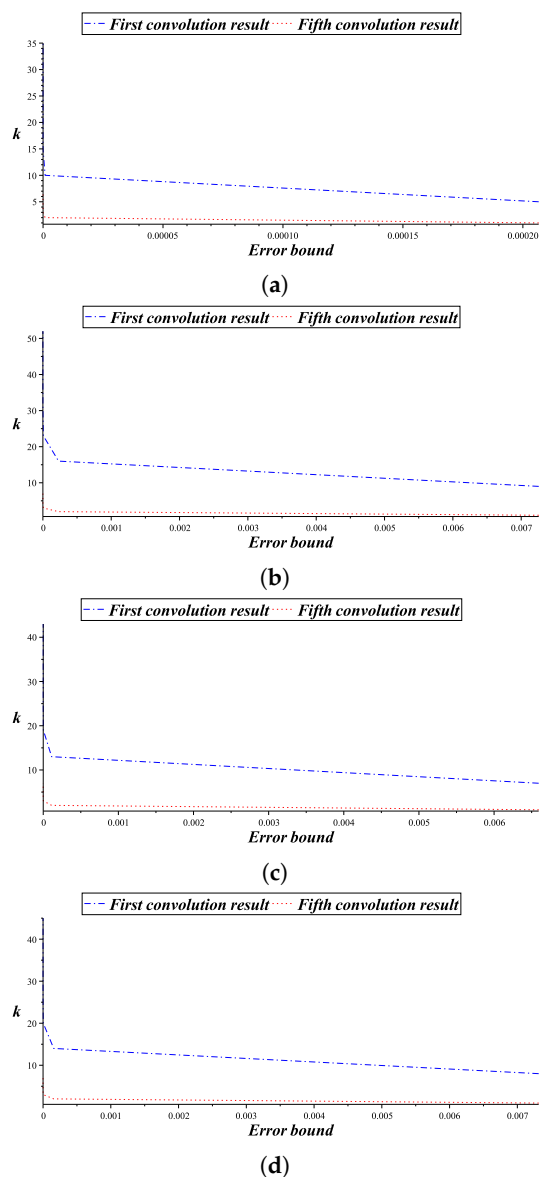 First convolution result Fifth convolution result
35
30
25
20
k
15
10
5
0 0.00005 0.00010 0.00015 0.00020
Error bound
(a)
First convolution result Fifth convolution result
50
40
30
k
20
10
0 0.001 0.002 0.003 0.004 0.005 0.006 0.007
Error bound
(b)
First convolution result Fifth convolution result
40
30
k
20
10
0 0.001 0.002 0.003 0.004 0.005 0.006
Error bound
(c)
First convolution result Fifth convolution result
40
30
k
20
10
0 0.001 0.002 0.003 0.004 0.005 0.006 0.007
Error bound
(d)